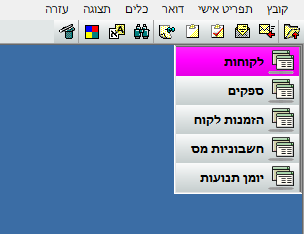 קובץ תפריט אישי דואר כלים תצוגה עזרה
לקוחות
ספקים
הזמנות לקוח
חשבוניות מס
יומן תנועות